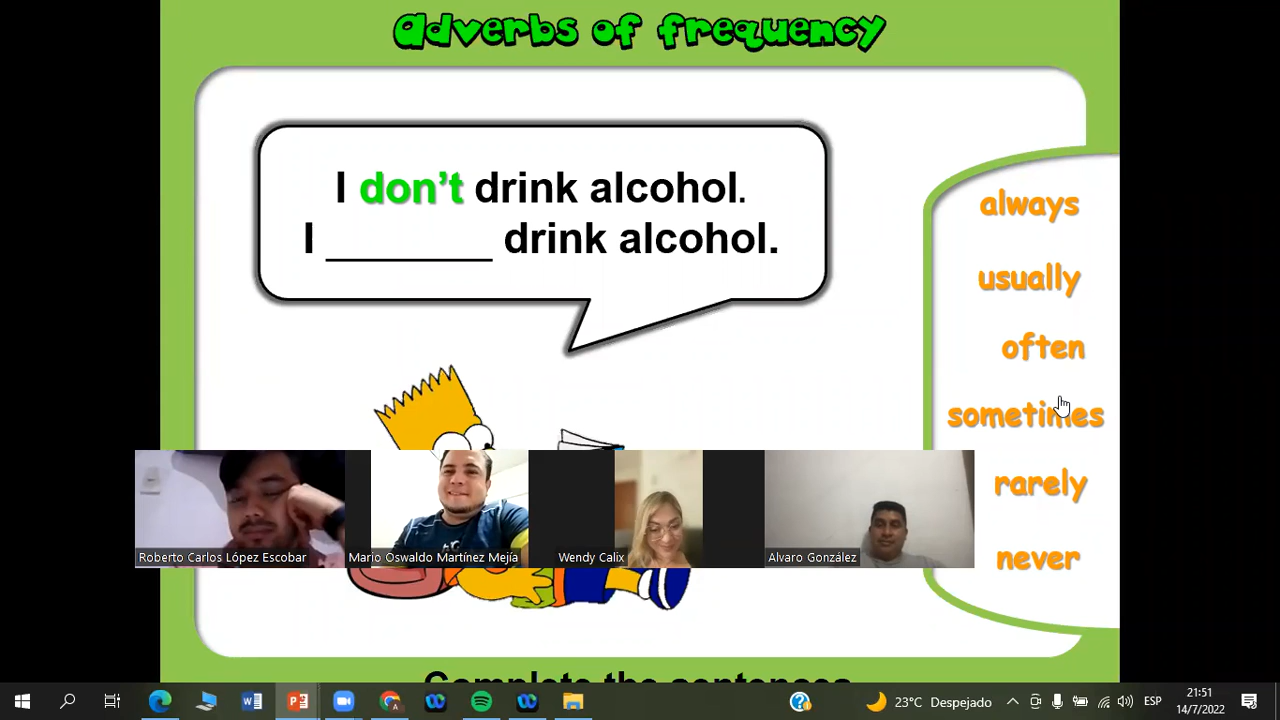 Adverbs of frequency
I don't drink alcohol.
I ________ drink alcohol.
always
usually
often
sometimes
rarely
never
Roberto Carlos López Escobar
Mario Oswaldo Martínez Mejía
Wendy Calix
Alvaro González
Complete the sentences
23°C Despejado
ESP
21:51
14/7/2022